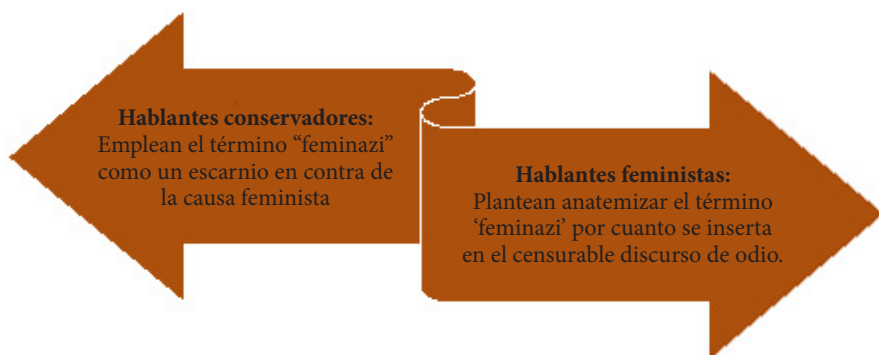 Hablantes conservadores:
Emplean el término “feminazi”
como un escarnio en contra de
la causa feminista
Hablantes feministas:
Plantean anatemizar el término
‘feminazi’ por cuanto se inserta
en el censurable discurso de odio.